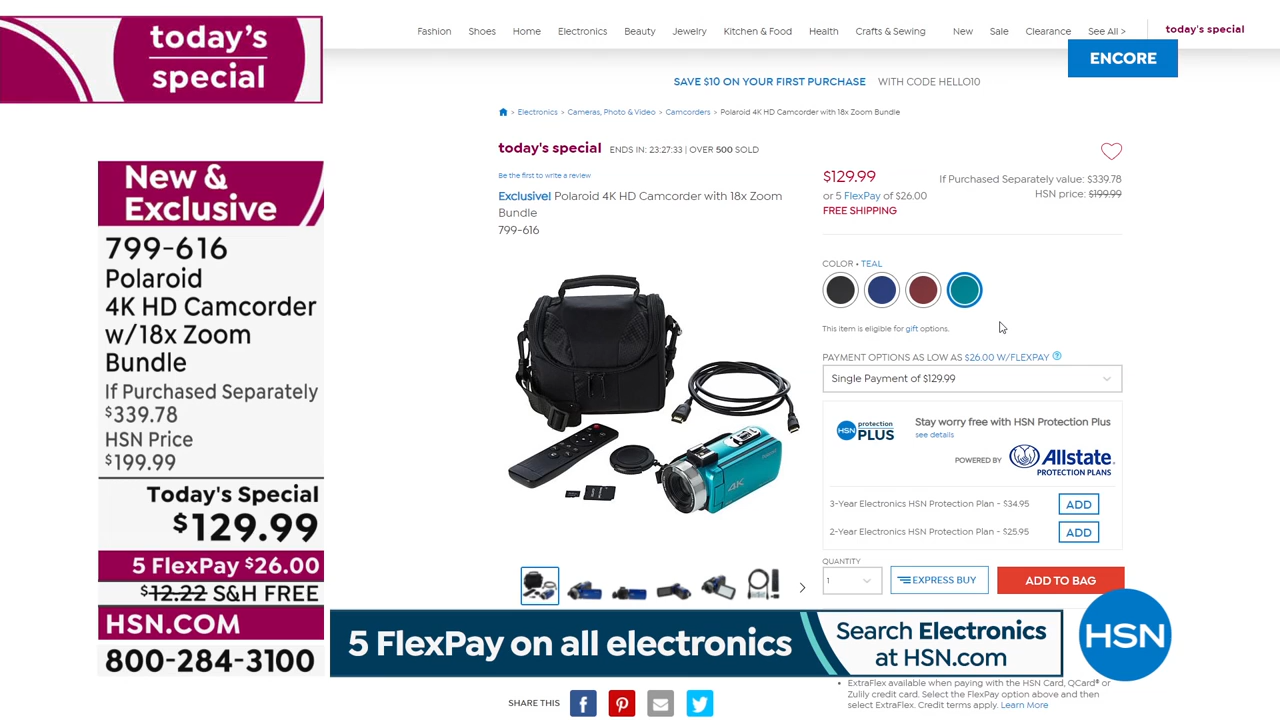 today's
special
Fashion Shoes Home Electronics Beauty Jewelry Kitchen & Food Health Crafts & Sewing New Sale Clearance See All > today's special
ENCORE
SAVE $10 ON YOUR FIRST PURCHASE WITH CODE HELLO10
> Electronics > Cameras, Photo & Video > Camcorders > Polaroid 4K HD Camcorder with 18x Zoom Bundle
today's special ENDS IN: 23:27:33 | OVER 500 SOLD
Be the first to write a review
Exclusive! Polaroid 4K HD Camcorder with 18x Zoom
Bundle
799-616
$129.99 If Purchased Separately value: $339.78
or 5 FlexPay of $26.00 HSN price: $199.99
FREE SHIPPING
COLOR • TEAL
This item is eligible for gift options.
PAYMENT OPTIONS AS LOW AS $26.00 W/FLEXPAY ?
Single Payment of $129.99
HSN protection PLUS
Stay worry free with HSN Protection Plus
see details
POWERED BY Allstate
PROTECTION PLANS
3-Year Electronics HSN Protection Plan - $34.95 ADD
2-Year Electronics HSN Protection Plan - $25.95 ADD
QUANTITY
1 EXPRESS BUY ADD TO BAG
4K
New &
Exclusive
799-616
Polaroid
4K HD Camcorder
w/18x Zoom
Bundle
If Purchased Separately
$339.78
HSN Price
$199.99
Today's Special
$129.99
5 FlexPay $26.00
$12.22 S&H FREE
HSN.COM
800-284-3100
5 FlexPay on all electronics
Search Electronics
at HSN.com
HSN
• ExtraFlex available when paying with the HSN Card, QCard® or
Zulily credit card. Select the FlexPay option above and then
select ExtraFlex. Credit terms apply. Learn More
SHARE THIS